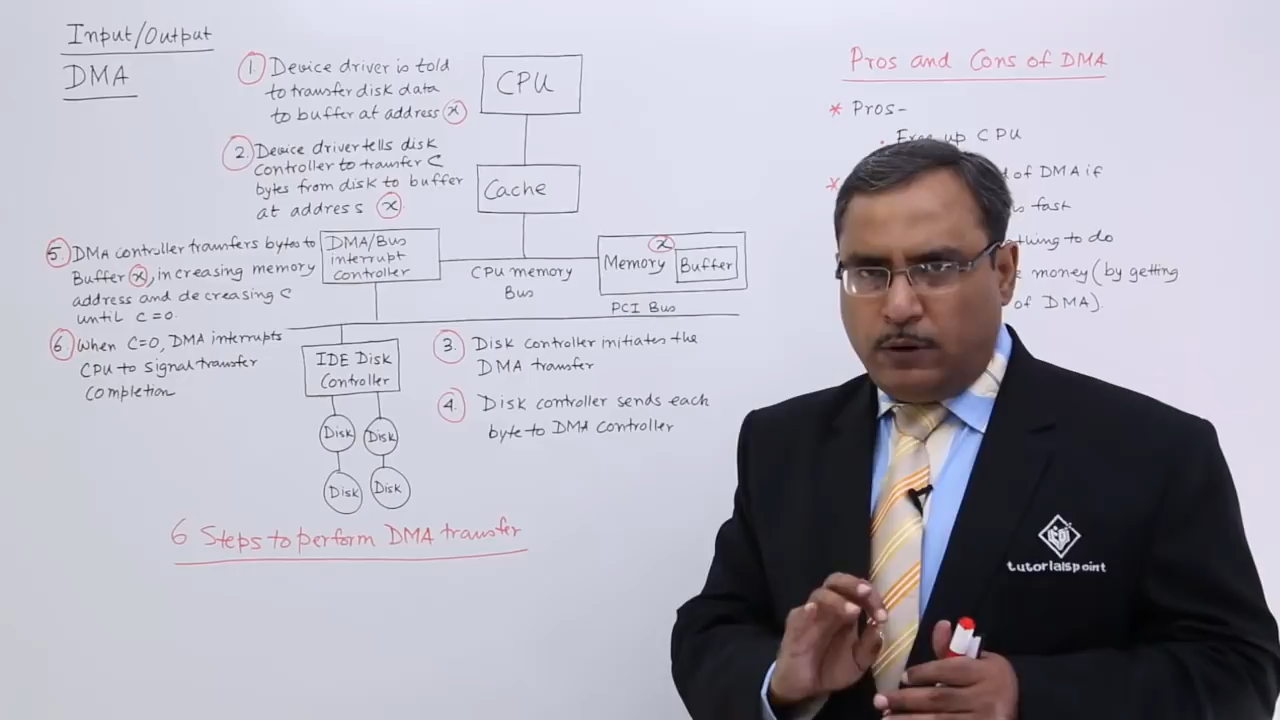 Input/Output
DMA
1. Device driver is told
to transfer disk data
to buffer at address x
2. Device driver tells disk
controller to transfer C
bytes from disk to buffer
at address x
5. DMA controller transfers bytes to
Buffer x, increasing memory
address and decreasing C
until C=0.
6. When C=0, DMA interrupts
CPU to signal transfer
completion
CPU
Cache
DMA/Bus
interrupt
controller
CPU memory
Bus
x
Memory
Buffer
PCI Bus
IDE Disk
Controller
Disk
Disk
Disk
Disk
3. Disk controller initiates the
DMA transfer
4. Disk controller sends each
byte to DMA controller
6 Steps to perform DMA transfer
Pros and Cons of DMA
* Pros-
. Free up CPU
*
of DMA if
fast
to do
money (by getting
of DMA).
tutorialspoint